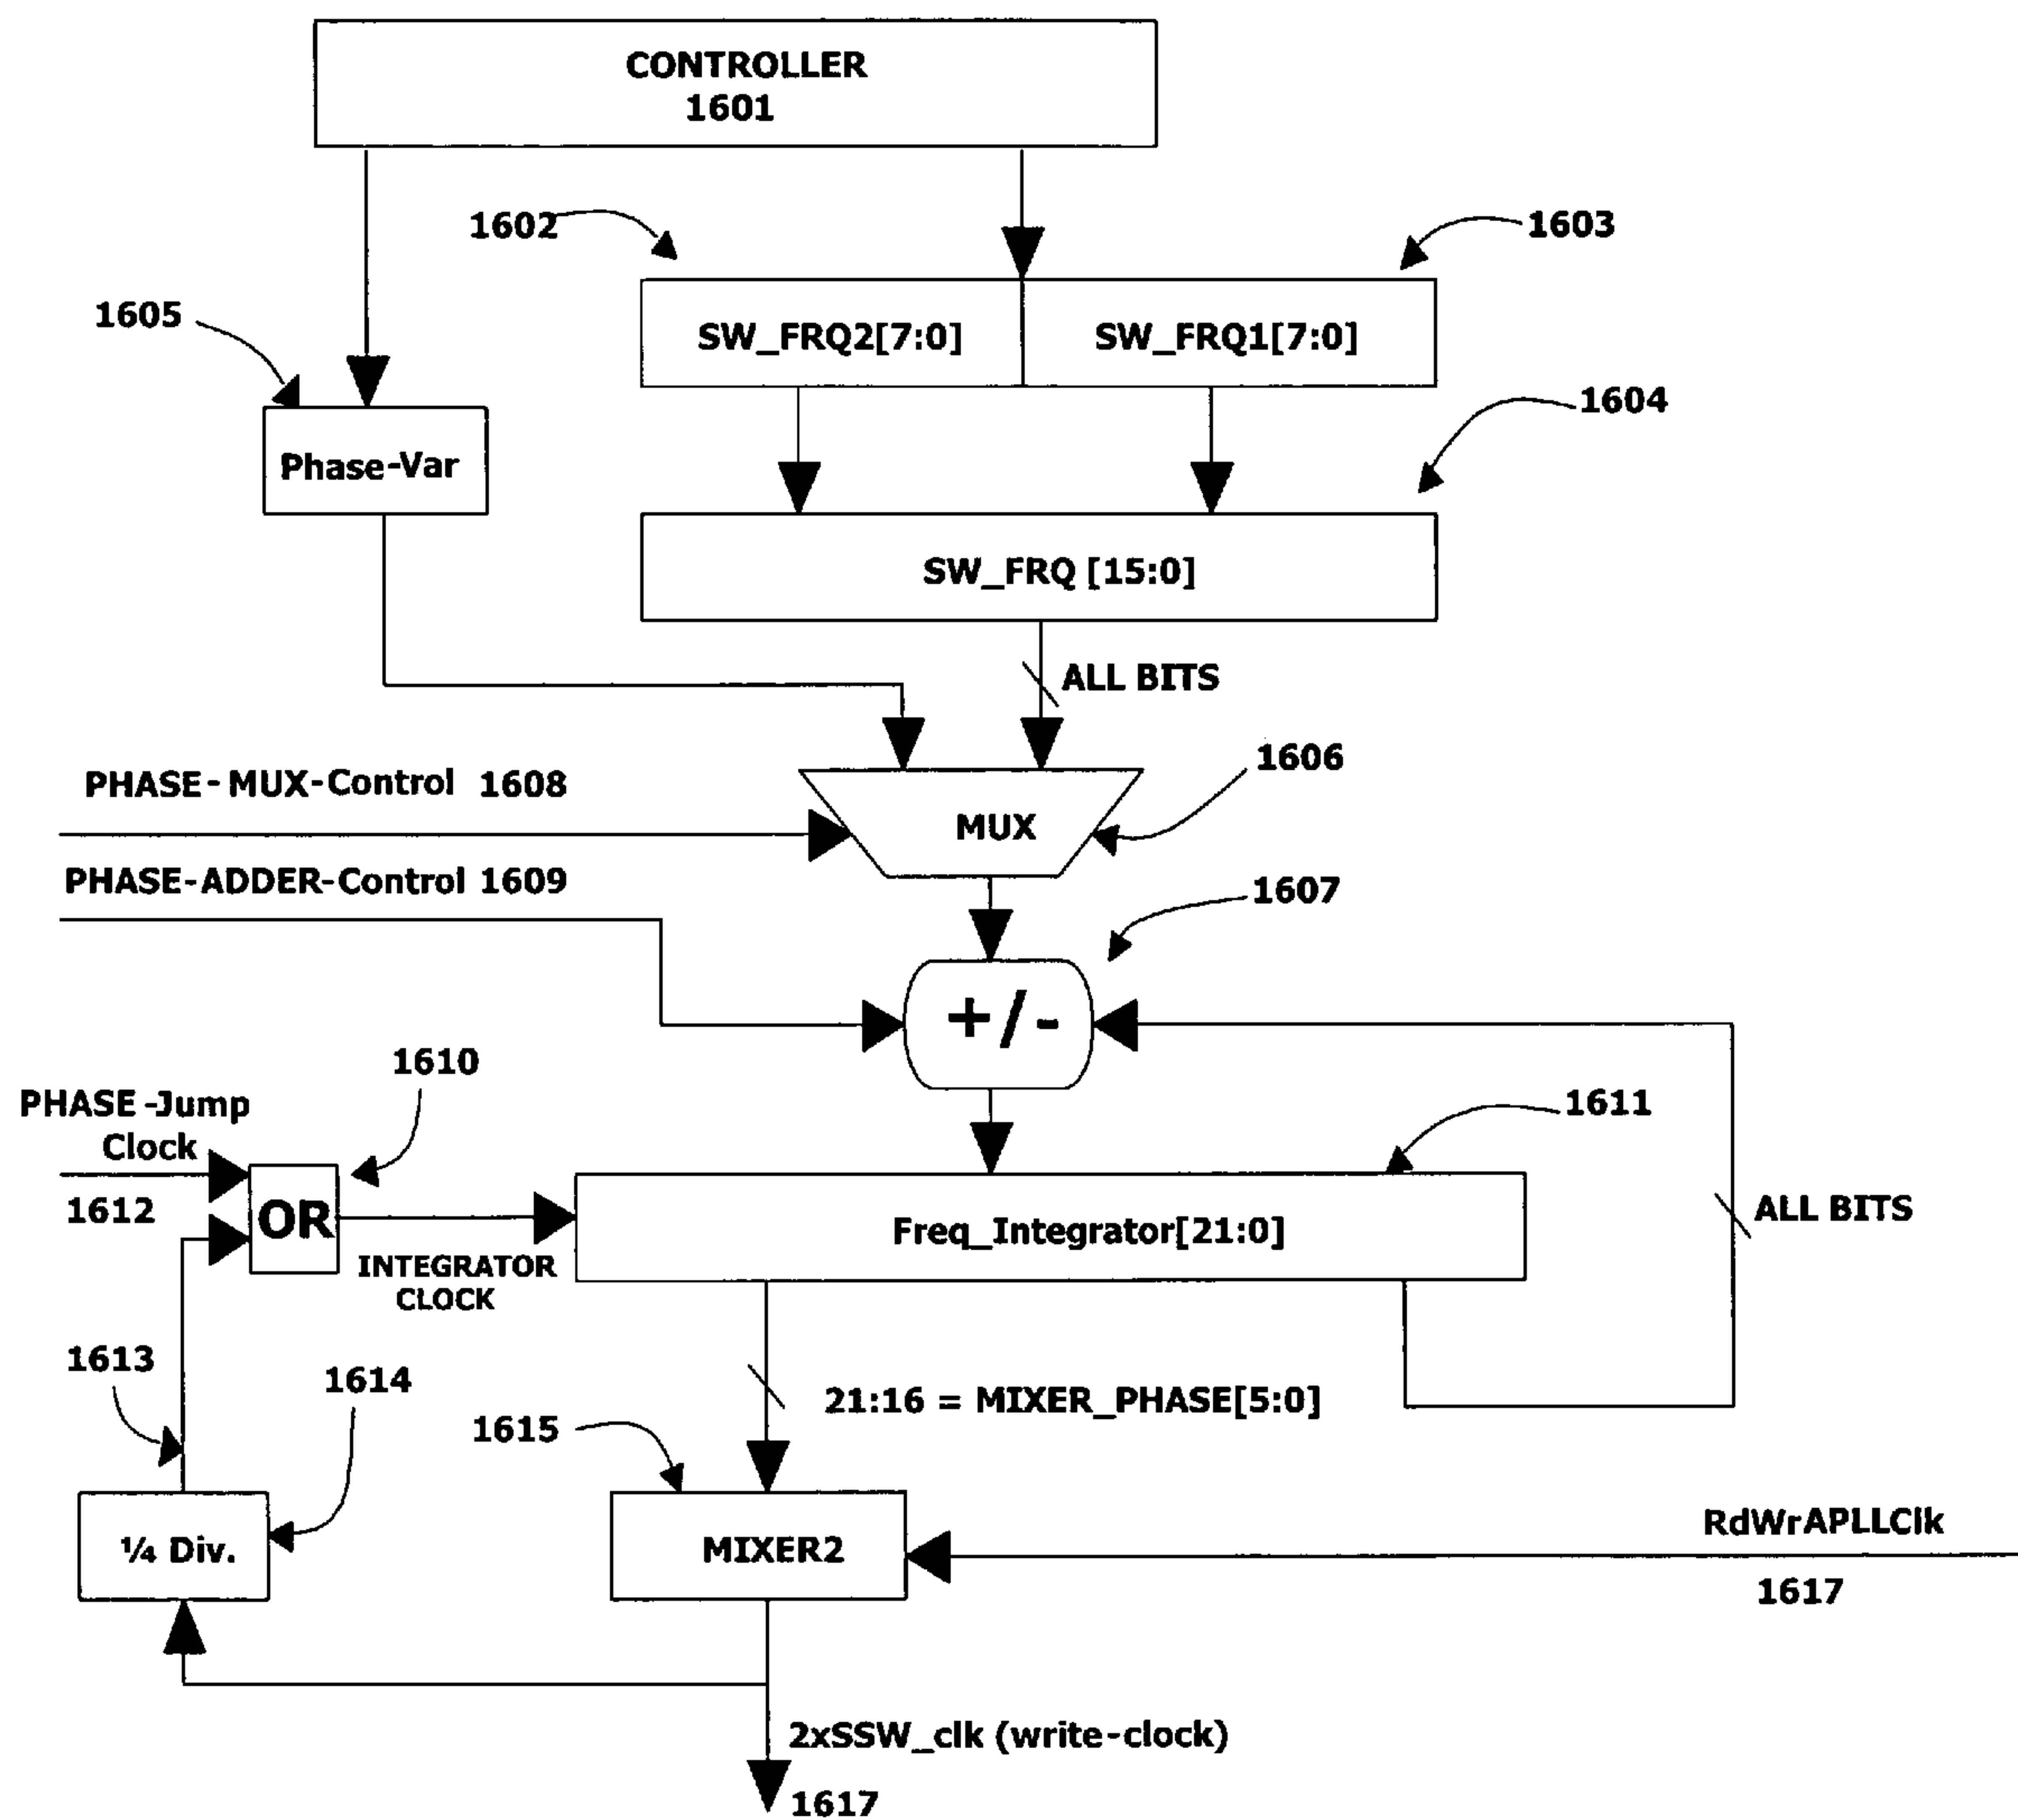 CONTROLLER
1601
1602
1603
SW_FRQ2[7:0]
SW_FRQ1[7:0]
1605
1604
Phase-Var
SW_FRQ [15:0]
ALL BITS
PHASE-MUX-Control 1608
1606
MUX
PHASE-ADDER-Control 1609
1607
+/-
1610
PHASE-Jump
Clock
1611
1612
OR
Freq_Integrator[21:0]
ALL BITS
INTEGRATOR
CLOCK
1613
1614
21:16 = MIXER_PHASE[5:0]
1615
¼ Div.
MIXER2
RdWrAPLLClk
1617
2xSSW_clk (write-clock)
1617